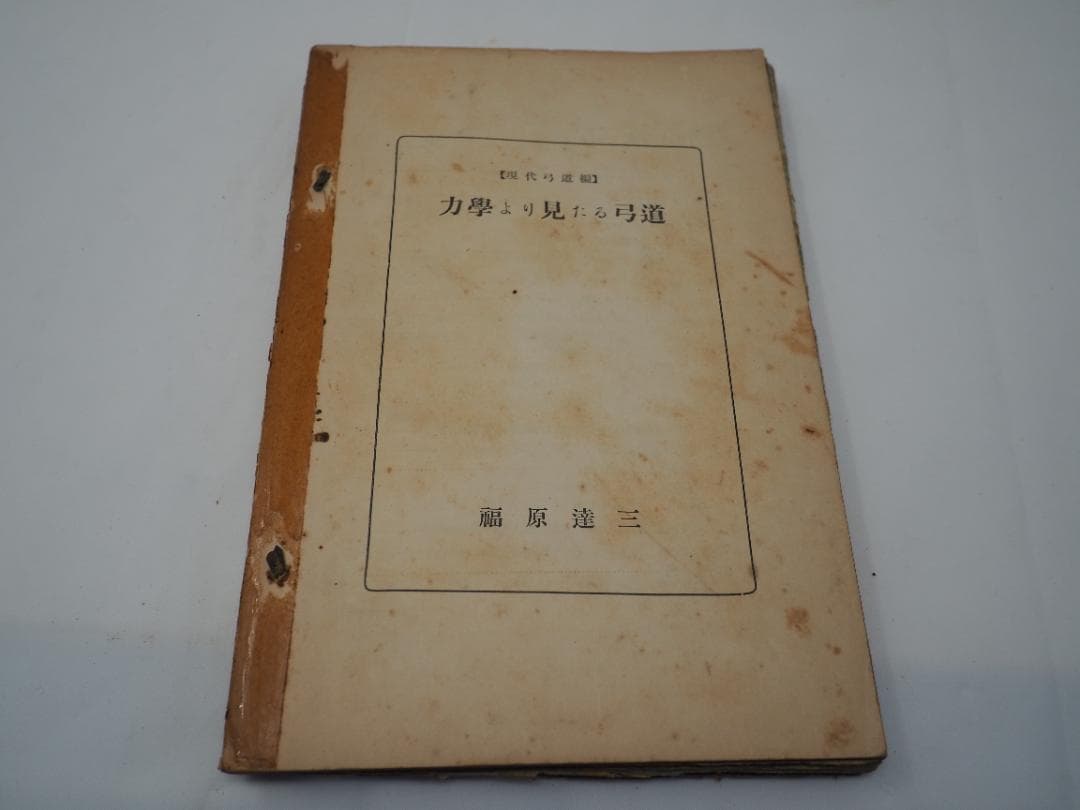 【現代弓道編】
力學より見たる弓道
福原達三